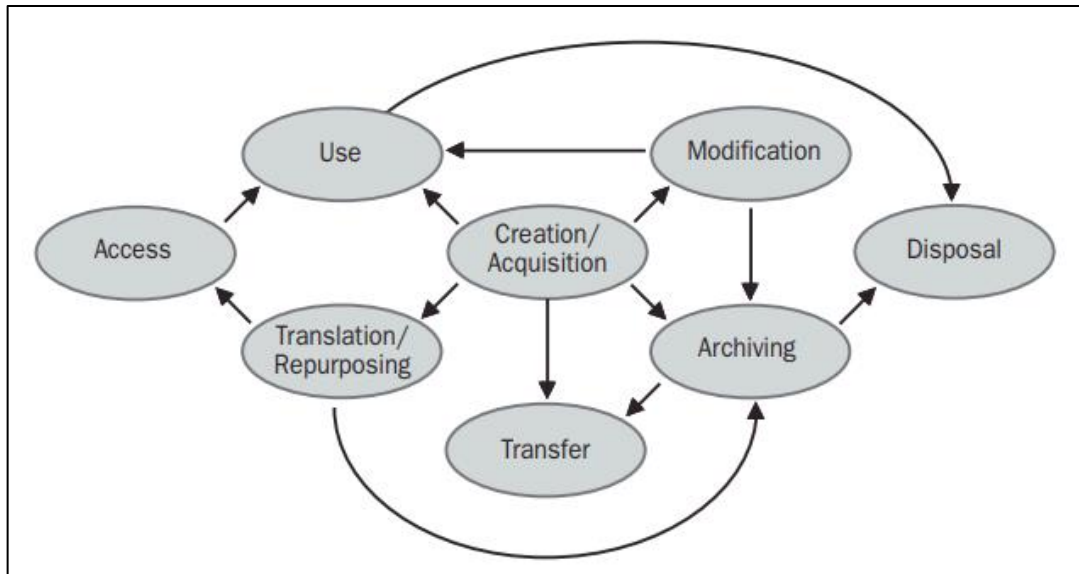 Use
Modification
Access
Creation/
Acquisition
Disposal
Translation/
Repurposing
Archiving
Transfer